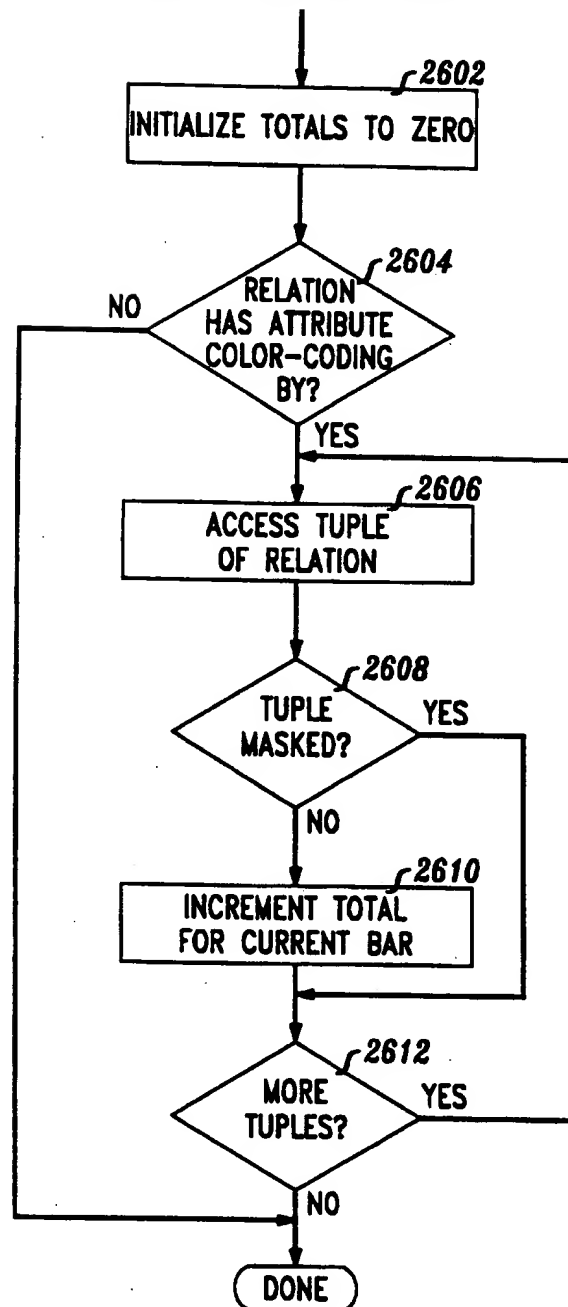 2602
INITIALIZE TOTALS TO ZERO
2604
RELATION
HAS ATTRIBUTE
COLOR-CODING
BY?
NO
YES
2606
ACCESS TUPLE
OF RELATION
2608
TUPLE
MASKED?
YES
NO
2610
INCREMENT TOTAL
FOR CURRENT BAR
2612
MORE
TUPLES?
YES
NO
DONE